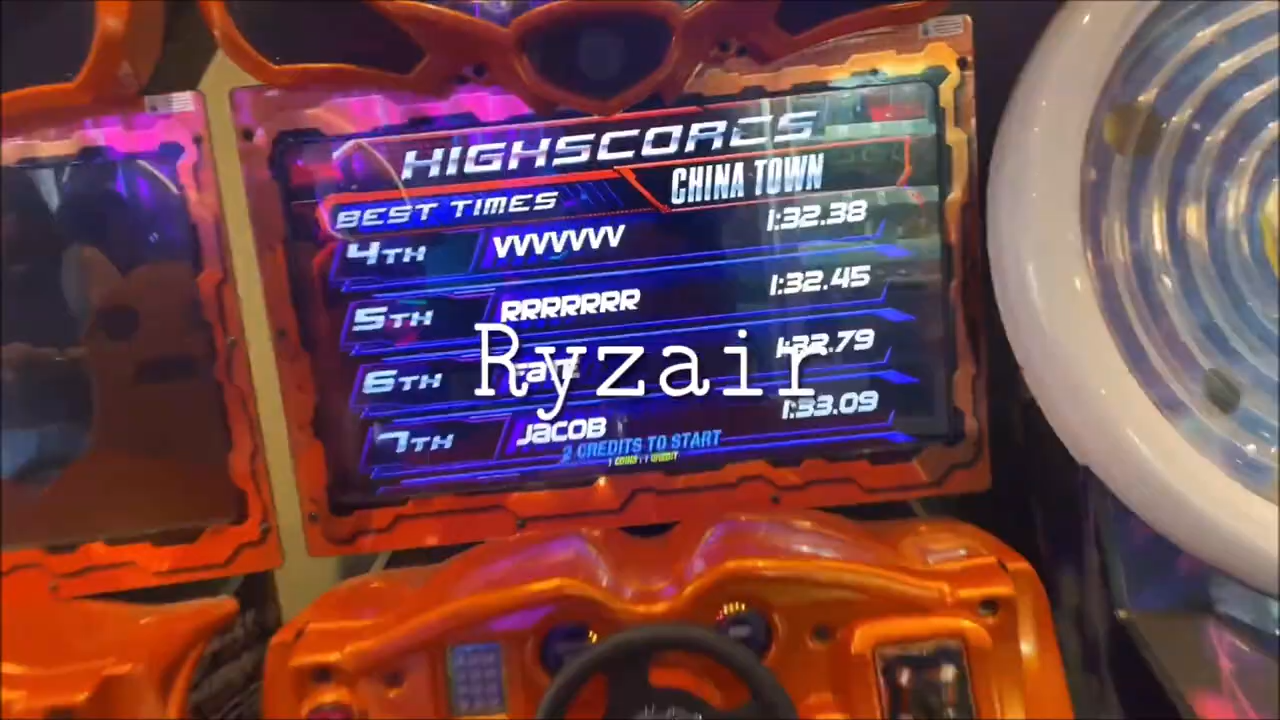 HIGHSCORES
CHINA TOWN
BEST TIMES
4TH VVVVVVV 1:32.38
5TH RRRRRRR 1:32.45
6TH 1:32.79
Ryzair
7TH JACOB 1:33.09
2 CREDITS TO START